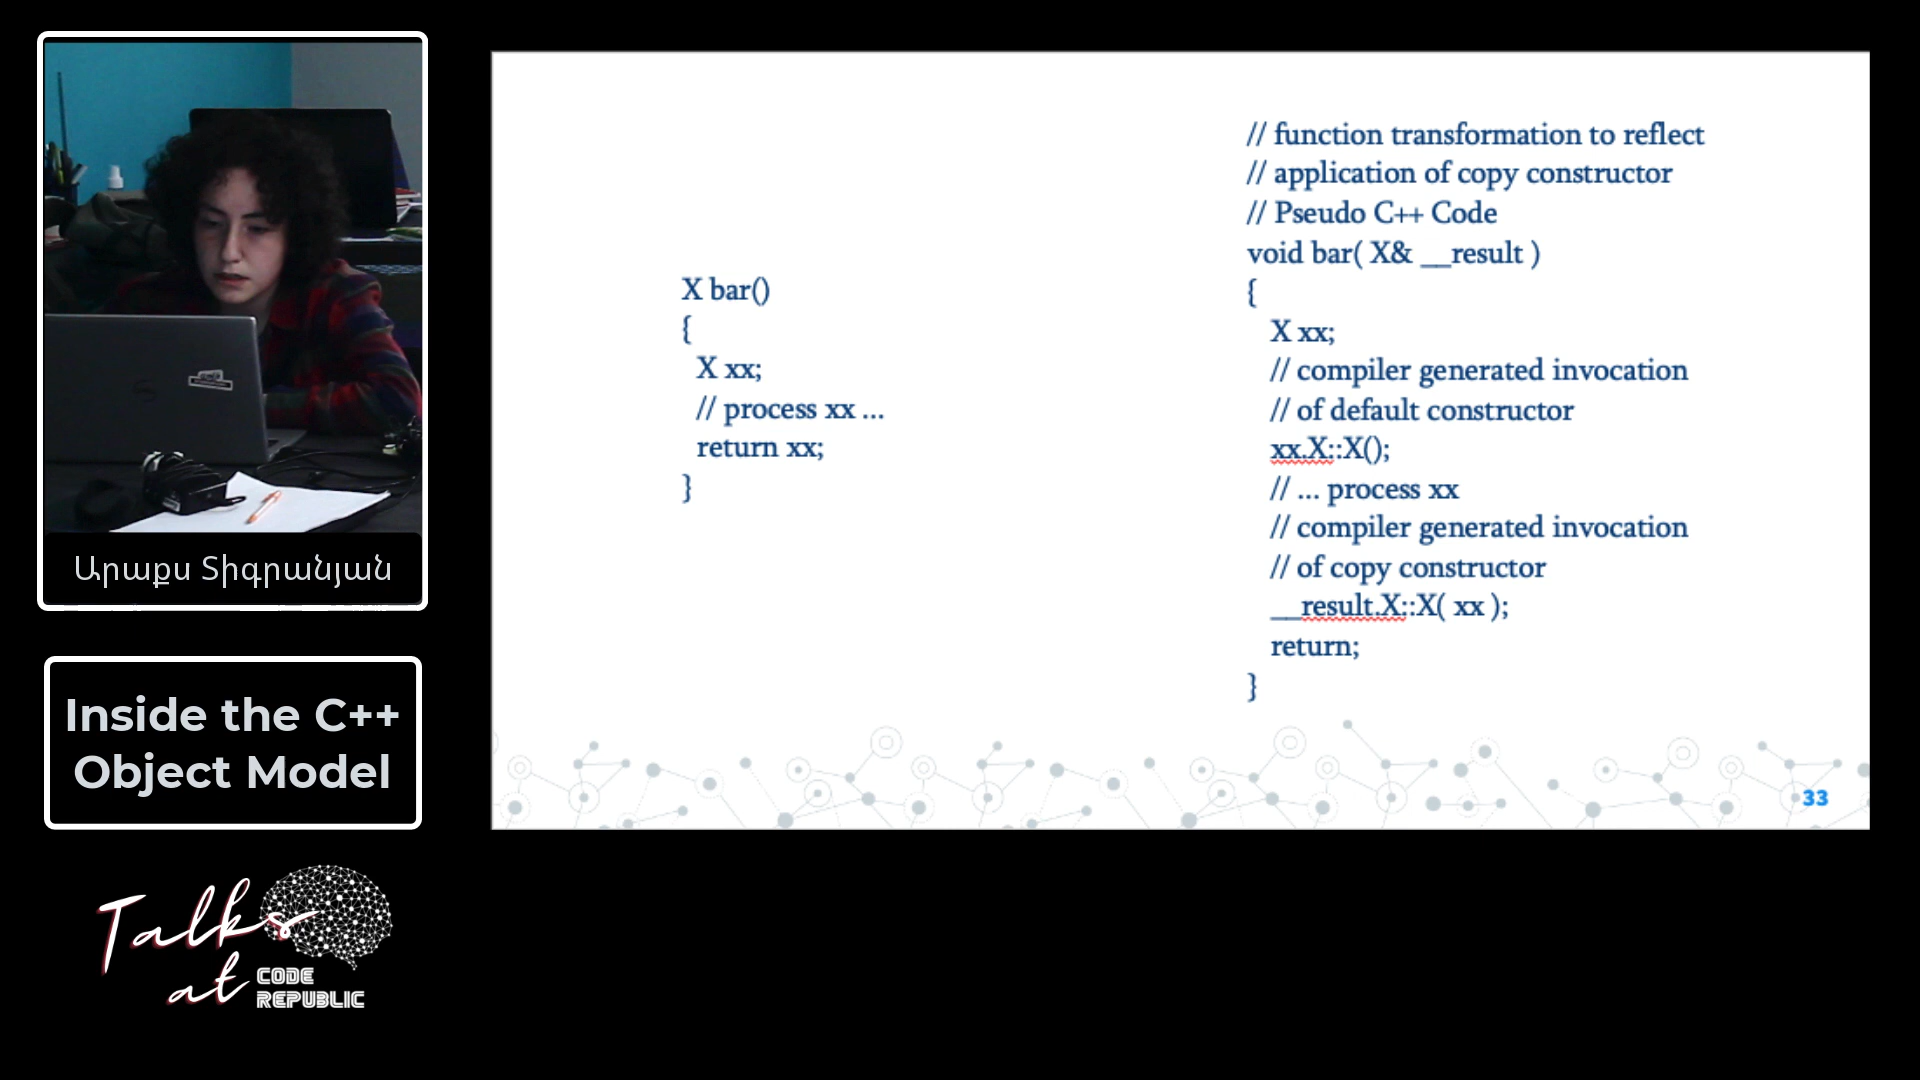 Արաքս Տիգրանյան
Inside the C++
Object Model
Talks
at
CODE
REPUBLIC
X bar()
{
X xx;
// process xx ...
return xx;
}
// function transformation to reflect
// application of copy constructor
// Pseudo C++ Code
void bar( X& __result )
{
X xx;
// compiler generated invocation
// of default constructor
xx.X::X();
// ... process xx
// compiler generated invocation
// of copy constructor
__result.X::X( xx );
return;
}
33